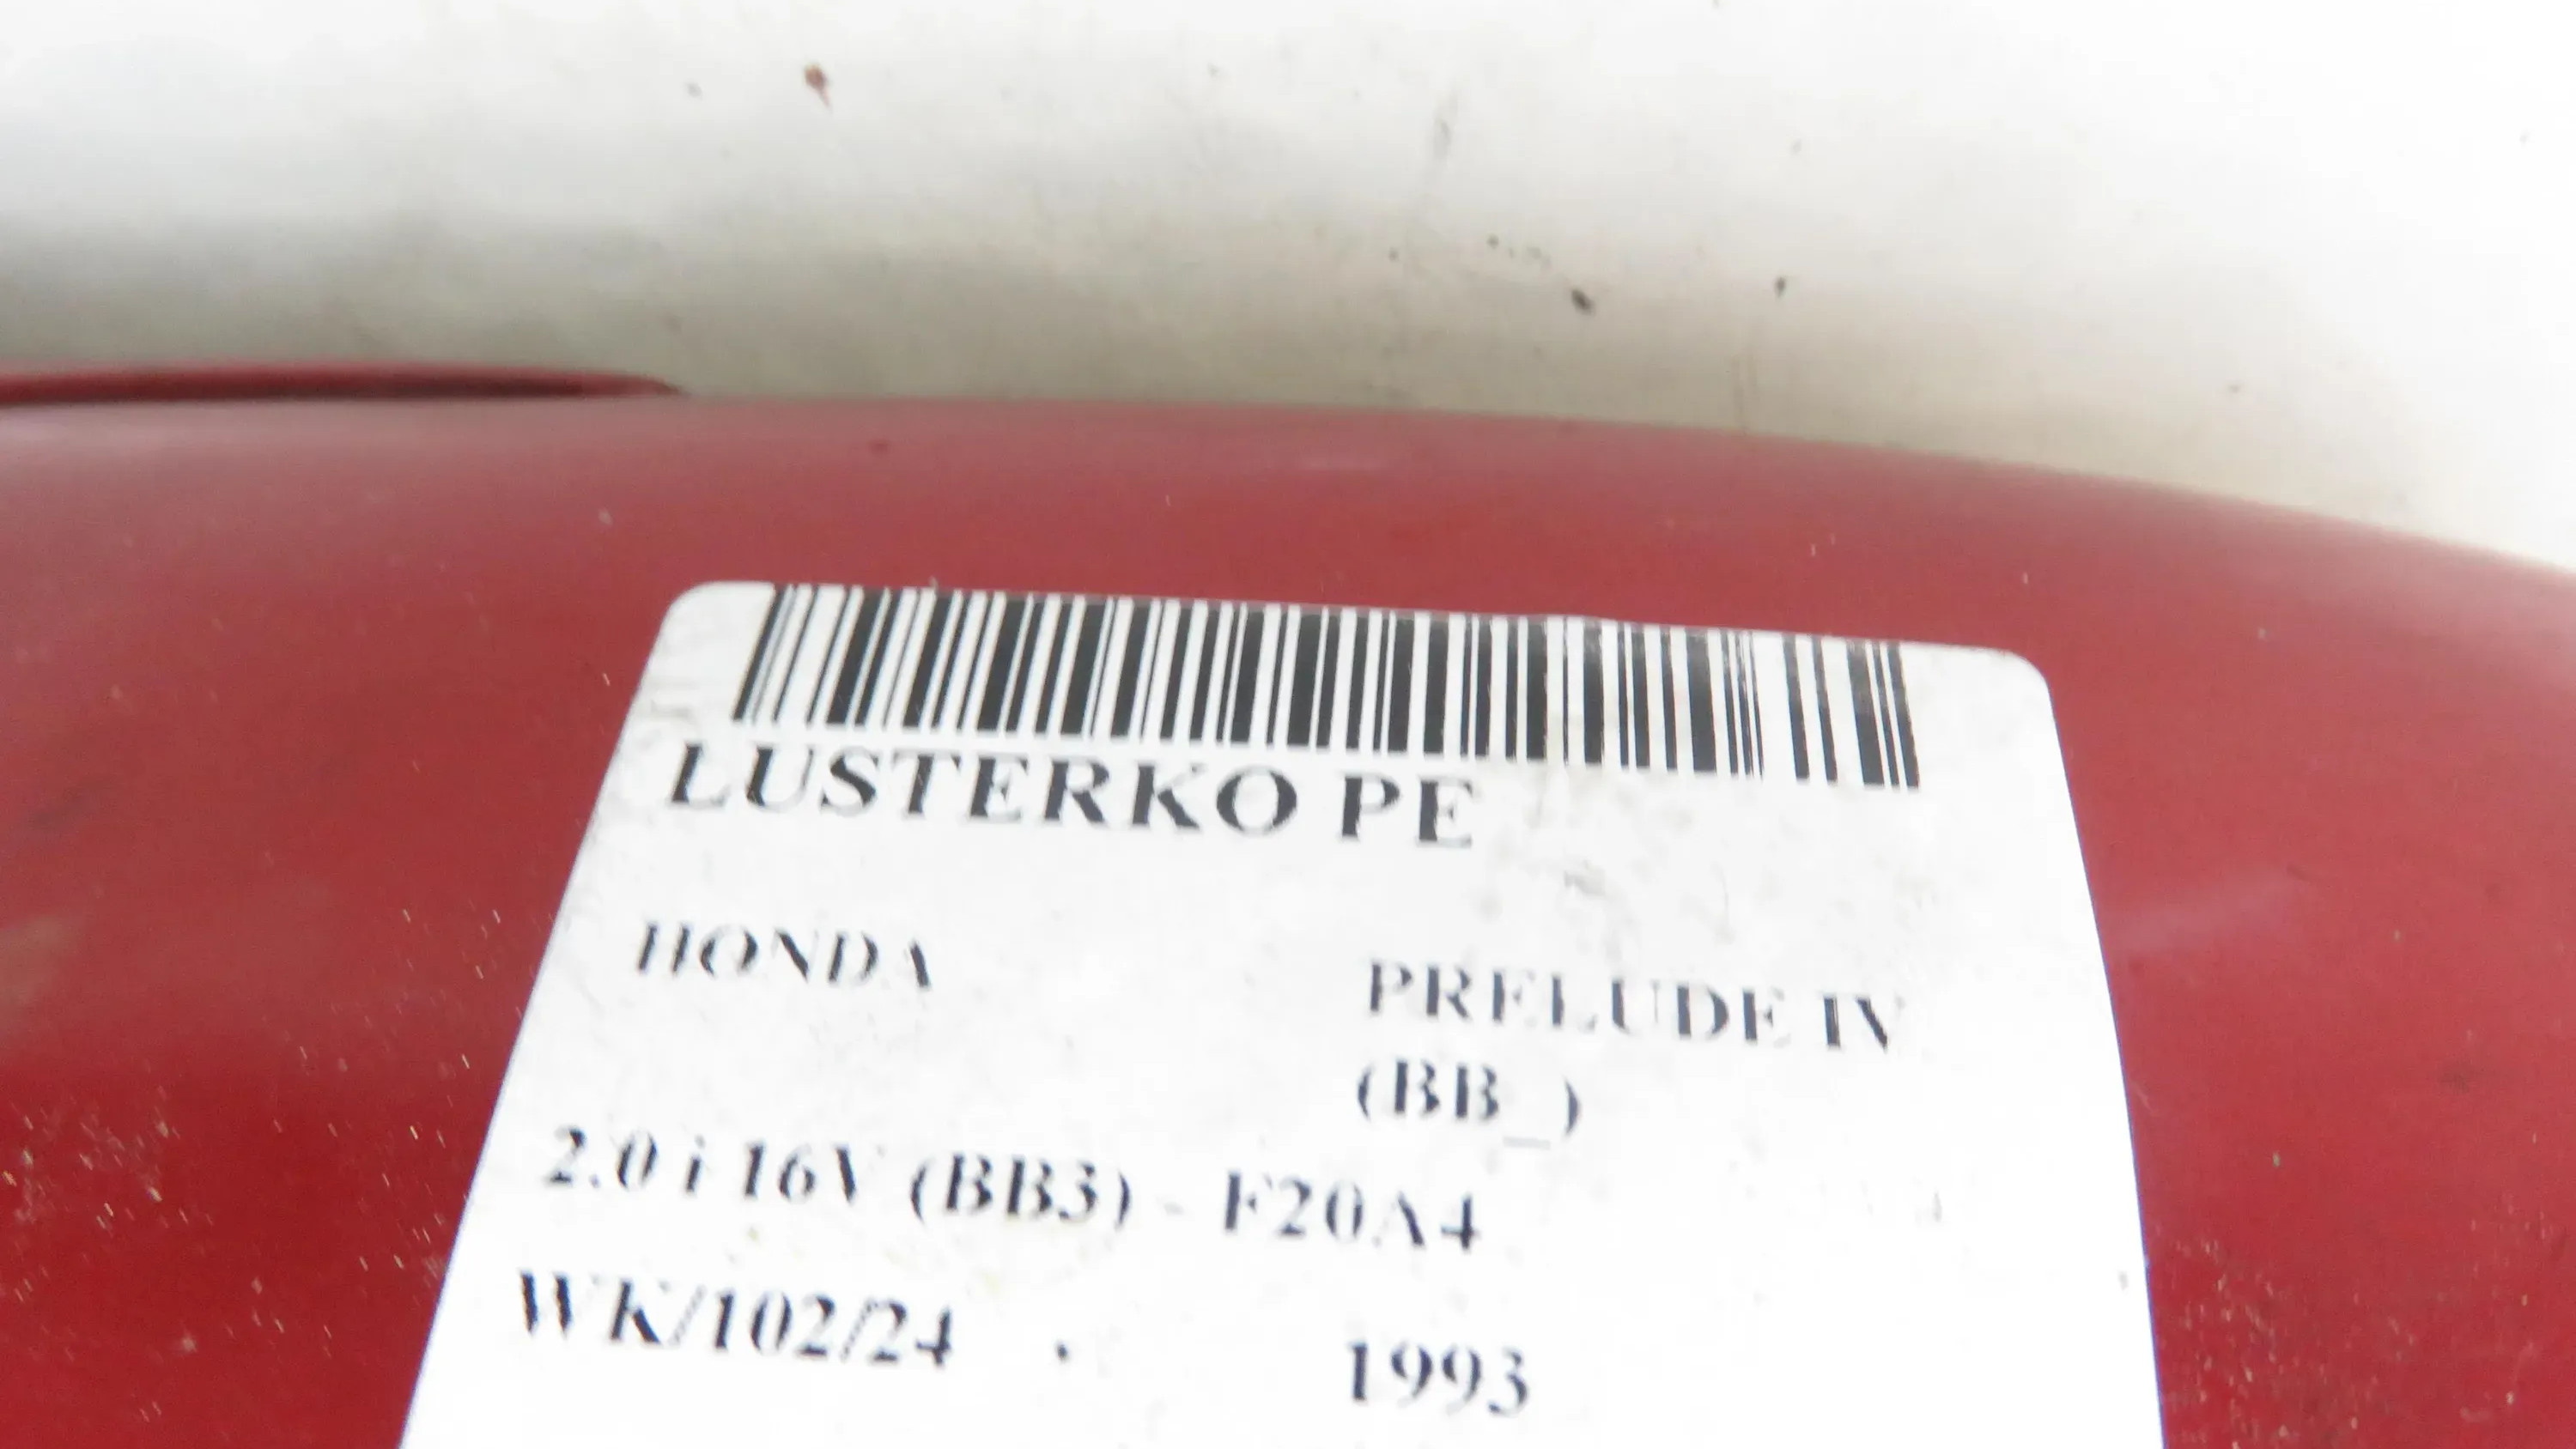 LUSTERKO PE
HONDA PRELUDE IV
(BB_)
2.0 i 16V (BB3) - F20A4
WK/102/24 . 1993